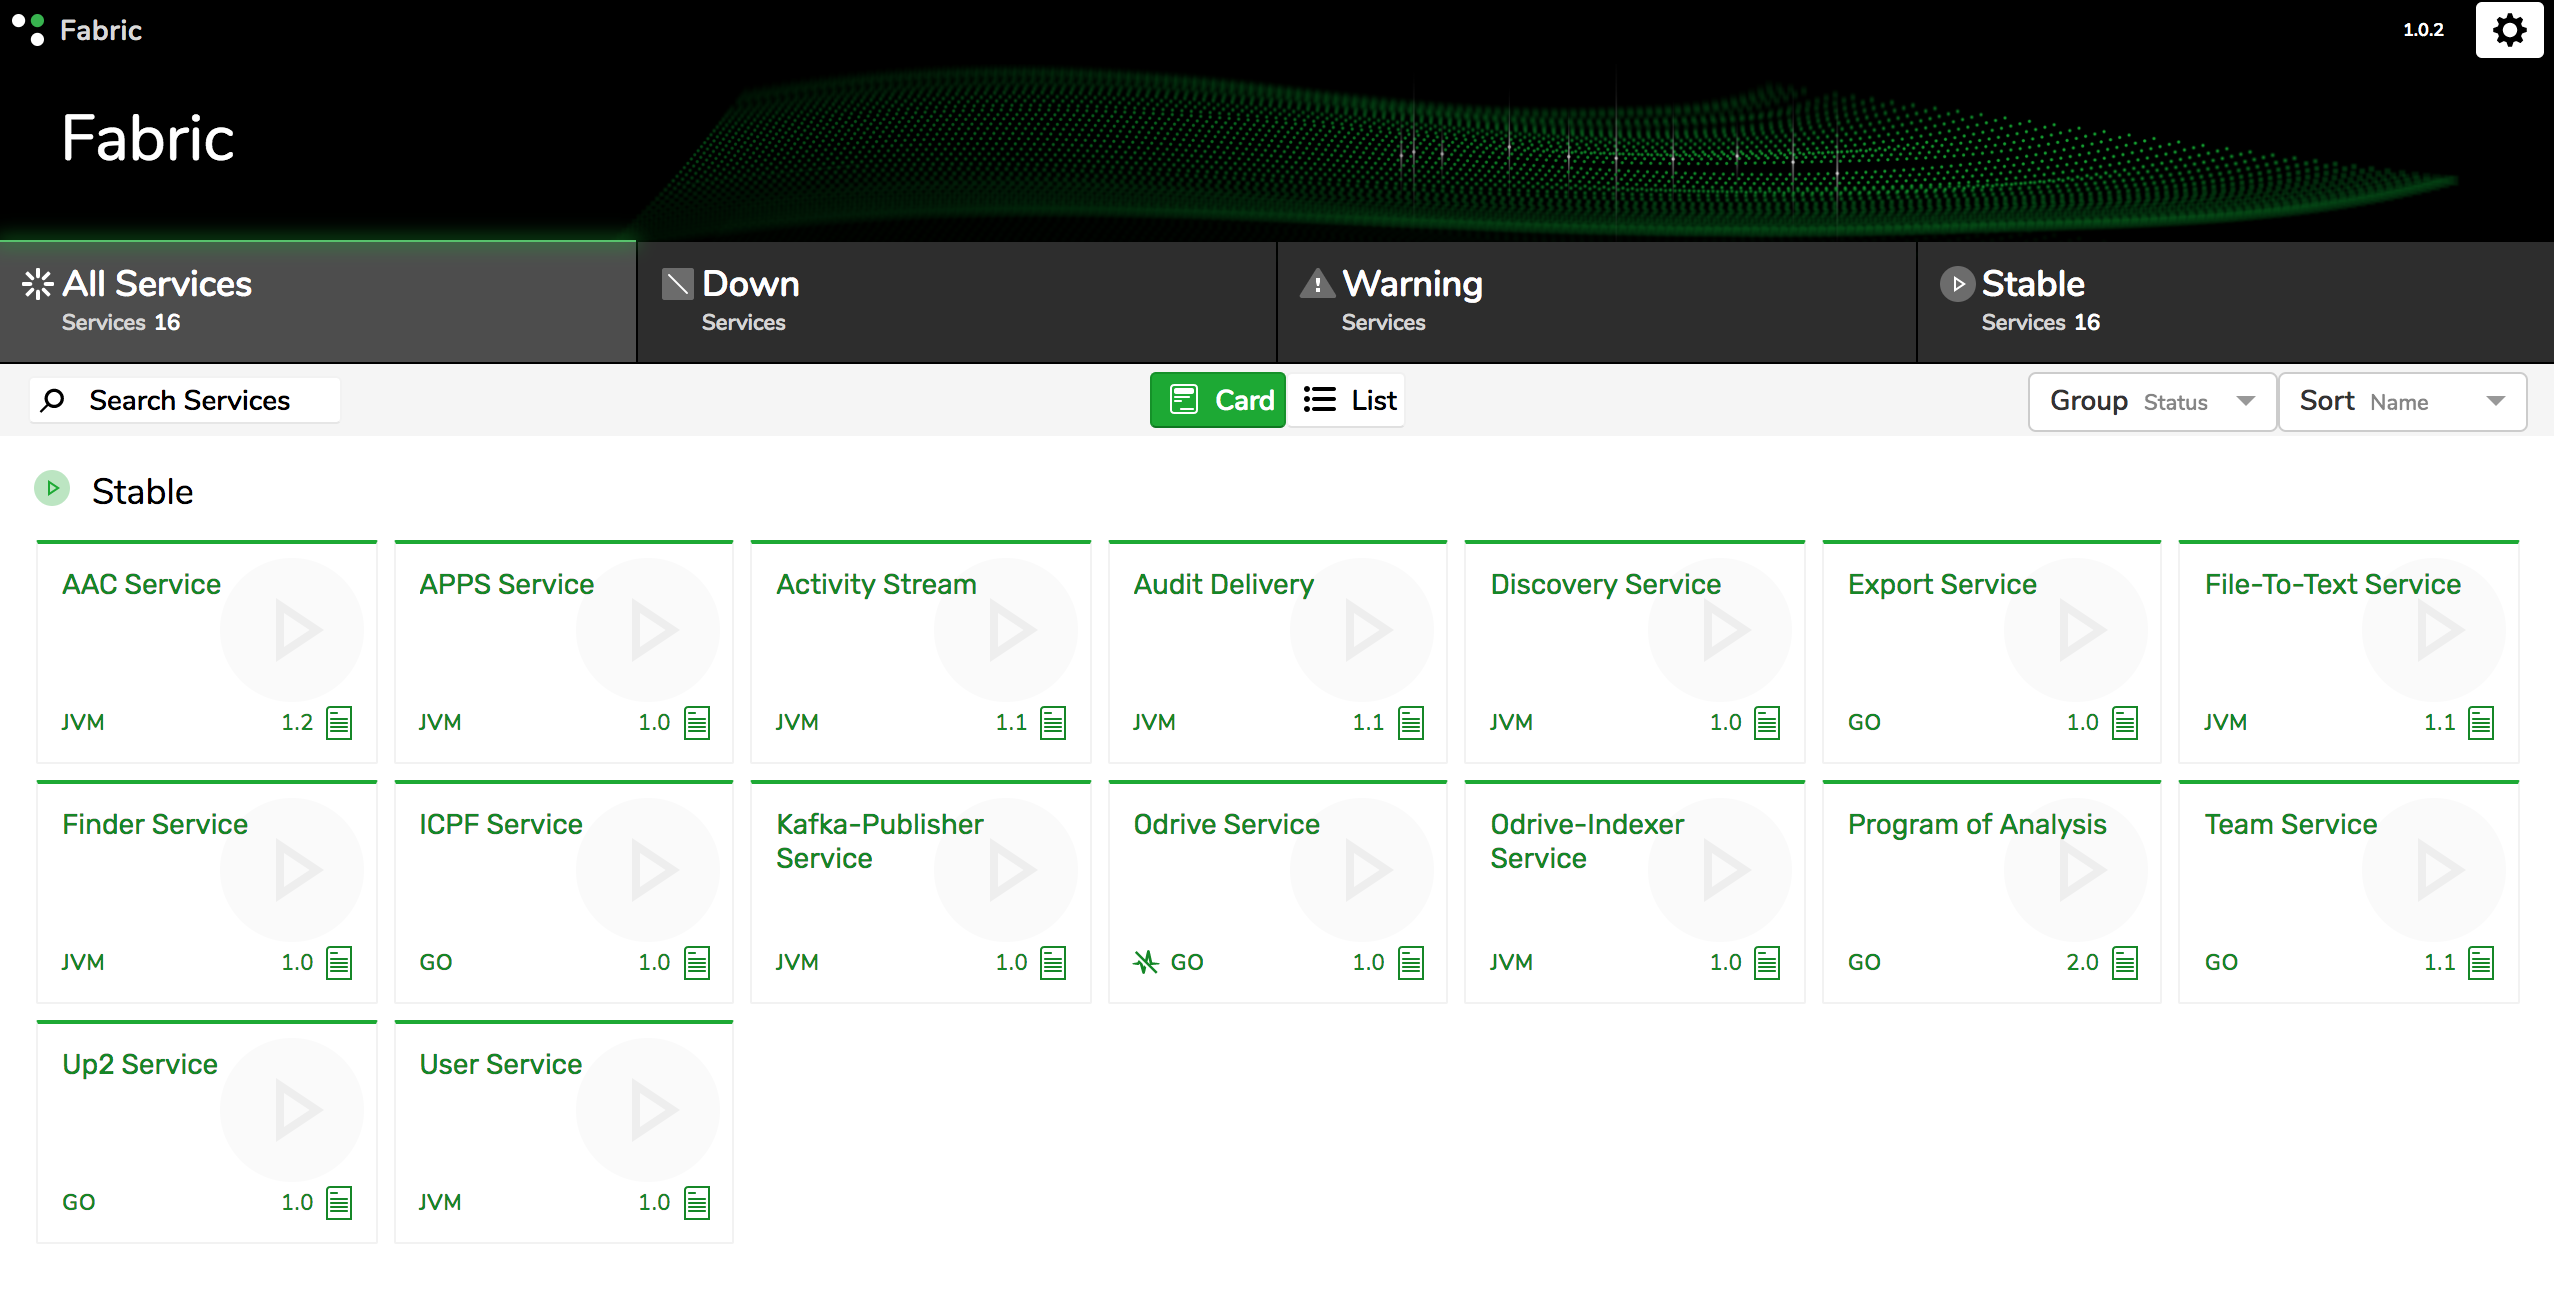 Fabric
1.0.2
Fabric
All Services
Services 16
Down
Services
Warning
Services
Stable
Services 16
Search Services
Card
List
Group Status
Sort Name
Stable
AAC Service
JVM 1.2
APPS Service
JVM 1.0
Activity Stream
JVM 1.1
Audit Delivery
JVM 1.1
Discovery Service
JVM 1.0
Export Service
GO 1.0
File-To-Text Service
JVM 1.1
Finder Service
JVM 1.0
ICPF Service
GO 1.0
Kafka-Publisher
Service
JVM 1.0
Odrive Service
GO 1.0
Odrive-Indexer
Service
JVM 1.0
Program of Analysis
GO 2.0
Team Service
GO 1.1
Up2 Service
GO 1.0
User Service
JVM 1.0